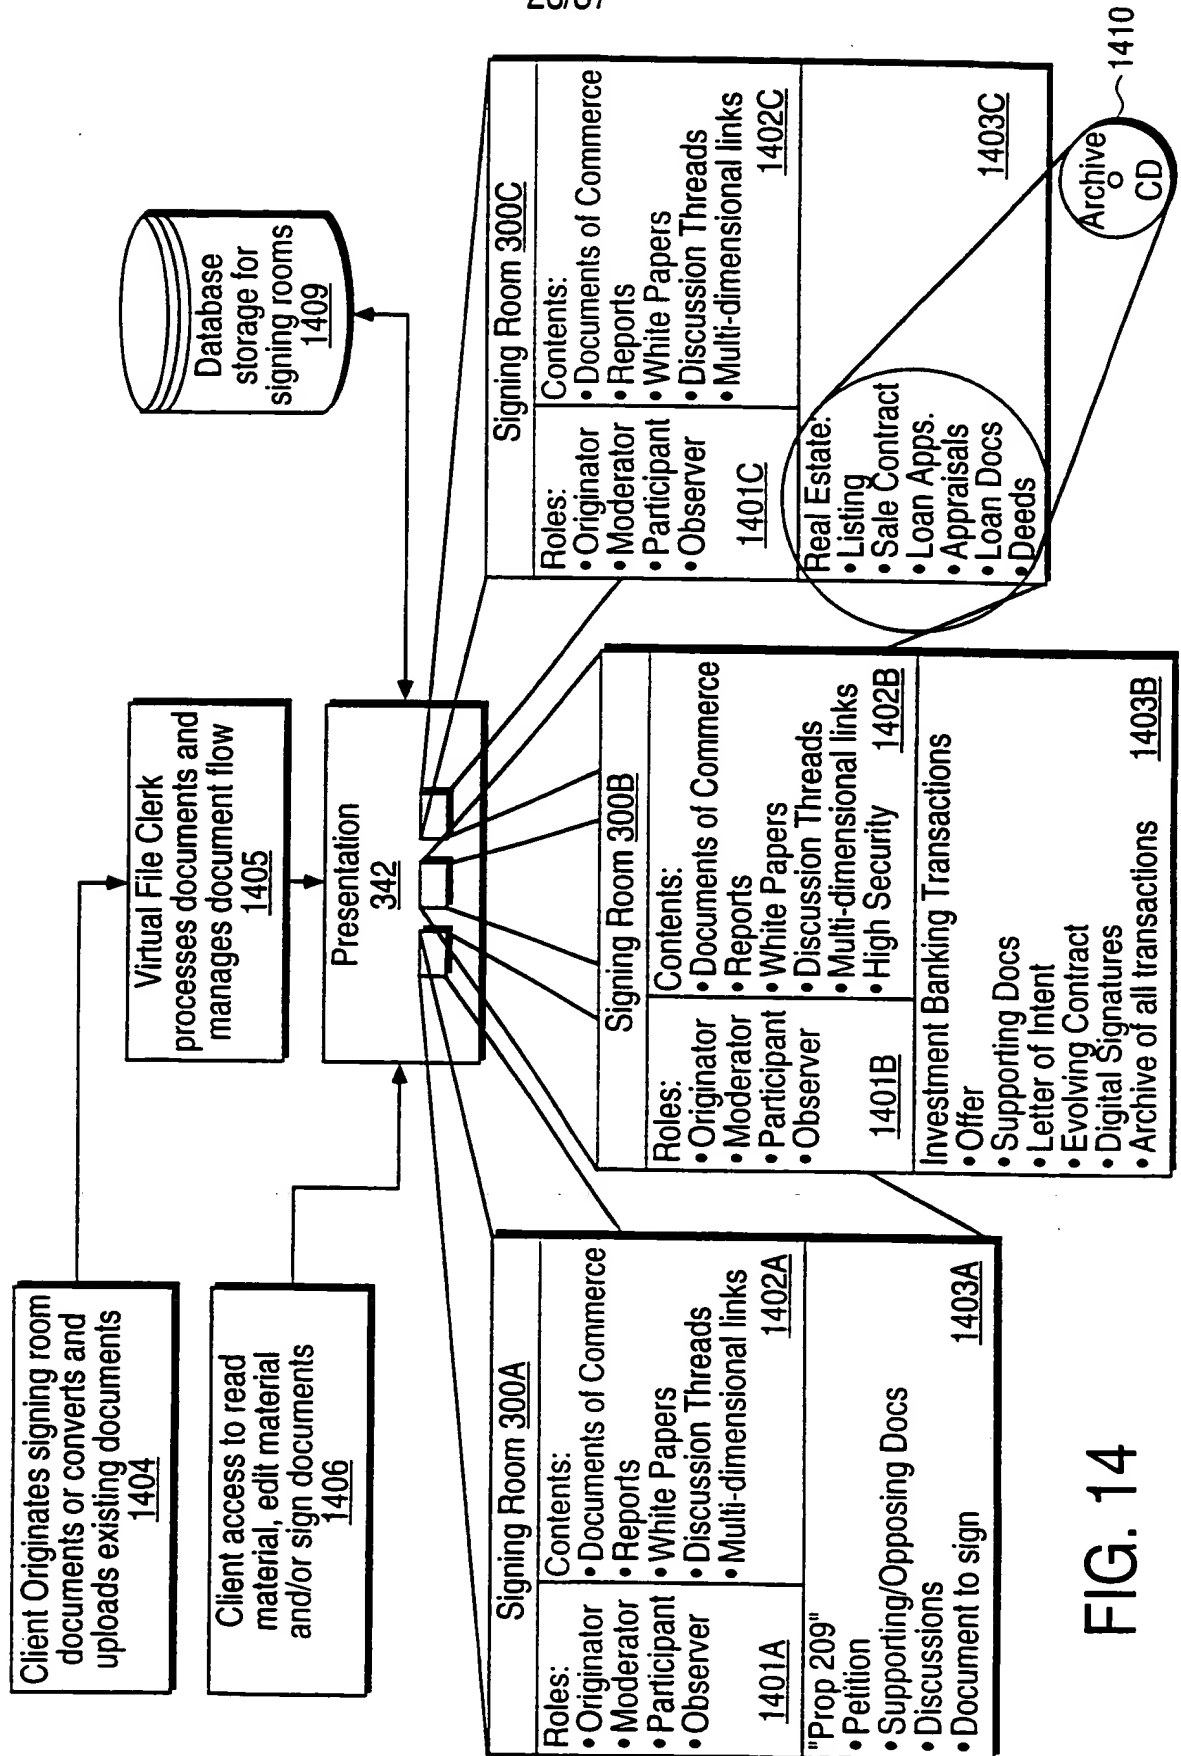 Client Originates signing room
documents or converts and
uploads existing documents
1404
Client access to read
material, edit material
and/or sign documents
1406
Virtual File Clerk
processes documents and
manages document flow
1405
Presentation
342
Database
storage for
signing rooms
1409
Signing Room 300A
Roles:
• Originator
• Moderator
• Participant
• Observer
1401A
Contents:
• Documents of Commerce
• Reports
• White Papers
• Discussion Threads
• Multi-dimensional links
1402A
"Prop 209"
• Petition
• Supporting/Opposing Docs
• Discussions
• Document to sign
1403A
Signing Room 300B
Roles:
• Originator
• Moderator
• Participant
• Observer
1401B
Contents:
• Documents of Commerce
• Reports
• White Papers
• Discussion Threads
• Multi-dimensional links
• High Security
1402B
Investment Banking Transactions
• Offer
• Supporting Docs
• Letter of Intent
• Evolving Contract
• Digital Signatures
• Archive of all transactions
1403B
Signing Room 300C
Roles:
• Originator
• Moderator
• Participant
• Observer
1401C
Contents:
• Documents of Commerce
• Reports
• White Papers
• Discussion Threads
• Multi-dimensional links
1402C
Real Estate:
• Listing
• Sale Contract
• Loan Apps.
• Appraisals
• Loan Docs
• Deeds
1403C
Archive
CD
1410
FIG. 14